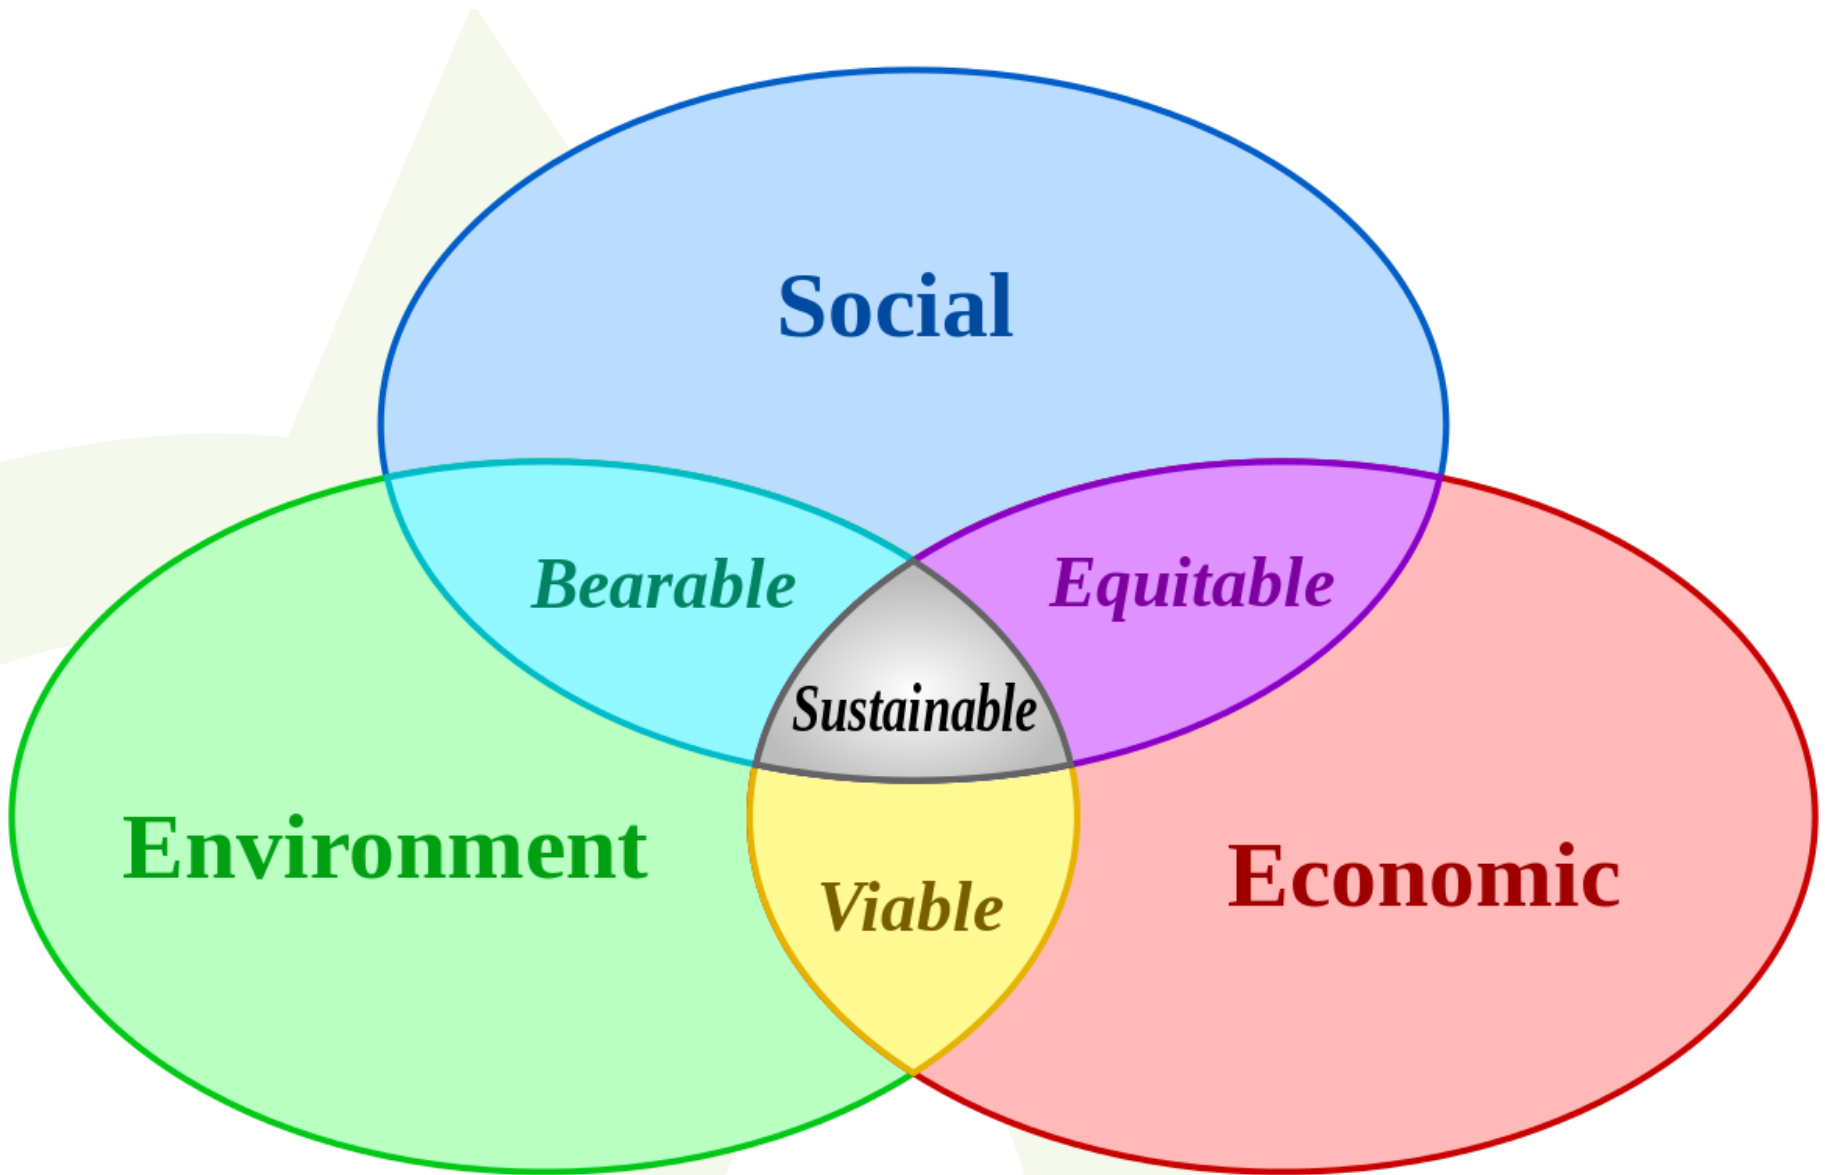 Social
Bearable
Equitable
Sustainable
Environment
Economic
Viable